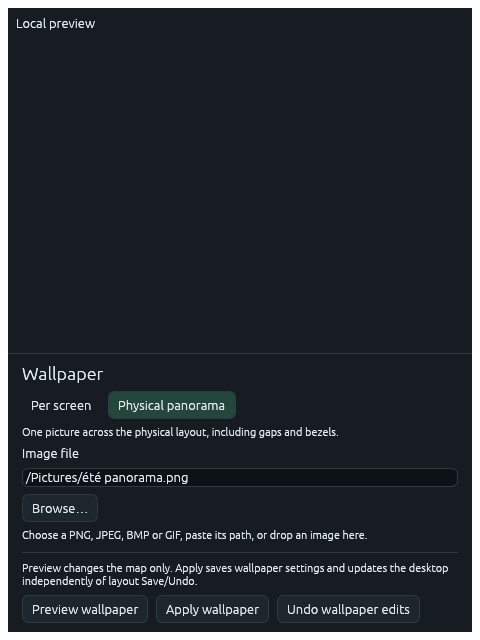 Local preview
Wallpaper
Per screen Physical panorama
One picture across the physical layout, including gaps and bezels.
Image file
/Pictures/été panorama.png
Browse…
Choose a PNG, JPEG, BMP or GIF, paste its path, or drop an image here.
Preview changes the map only. Apply saves wallpaper settings and updates the desktop
independently of layout Save/Undo.
Preview wallpaper Apply wallpaper Undo wallpaper edits